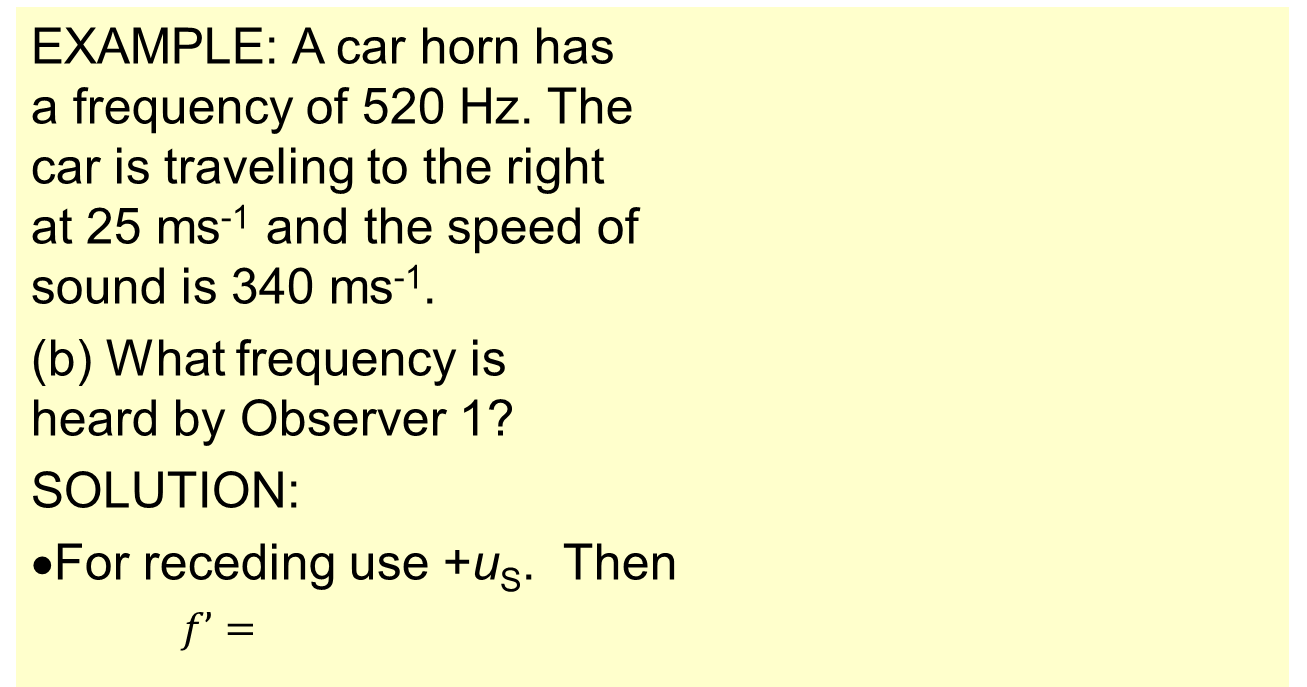 EXAMPLE: A car horn has
a frequency of 520 Hz. The
car is traveling to the right
at 25 ms⁻¹ and the speed of
sound is 340 ms⁻¹.
(b) What frequency is
heard by Observer 1?
SOLUTION:
•For receding use +uₛ. Then
f’ =